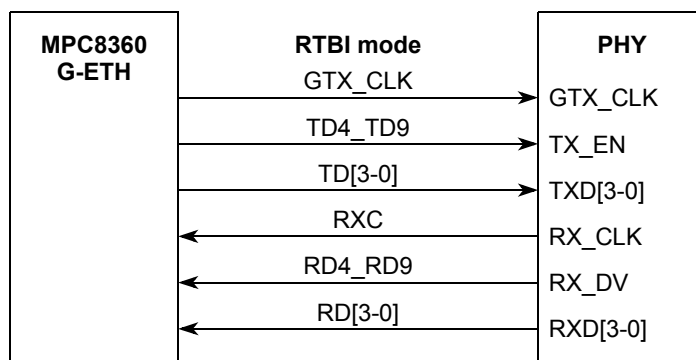 MPC8360
G-ETH
RTBI mode
PHY
GTX_CLK
GTX_CLK
TD4_TD9
TX_EN
TD[3-0]
TXD[3-0]
RXC
RX_CLK
RD4_RD9
RX_DV
RD[3-0]
RXD[3-0]